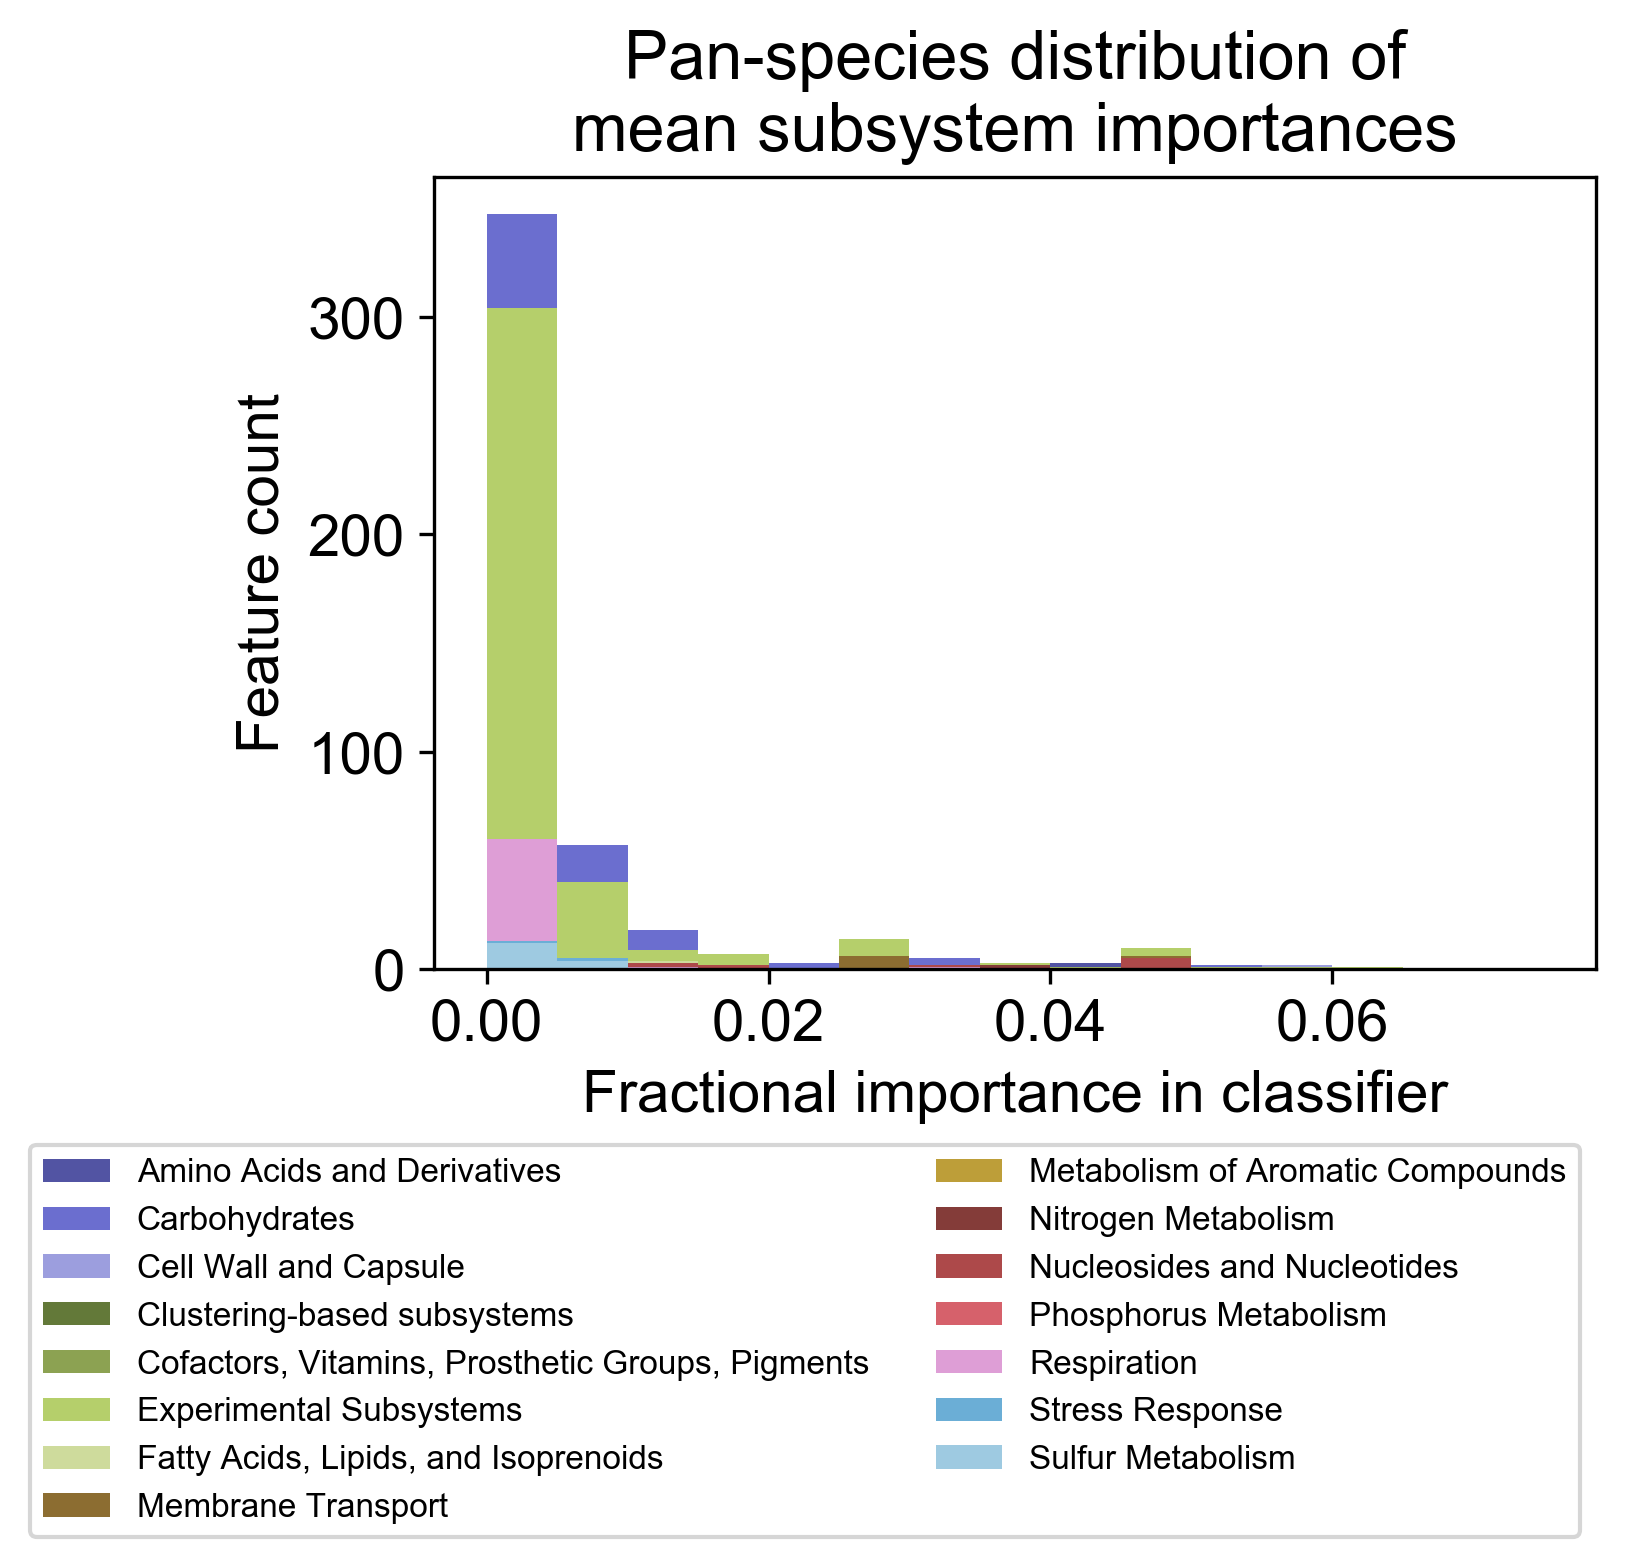 Pan-species distribution of
mean subsystem importances
Feature count
300
200
100
0
0.00
0.02
0.04
0.06
Fractional importance in classifier
Amino Acids and Derivatives
Carbohydrates
Cell Wall and Capsule
Clustering-based subsystems
Cofactors, Vitamins, Prosthetic Groups, Pigments
Experimental Subsystems
Fatty Acids, Lipids, and Isoprenoids
Membrane Transport
Metabolism of Aromatic Compounds
Nitrogen Metabolism
Nucleosides and Nucleotides
Phosphorus Metabolism
Respiration
Stress Response
Sulfur Metabolism